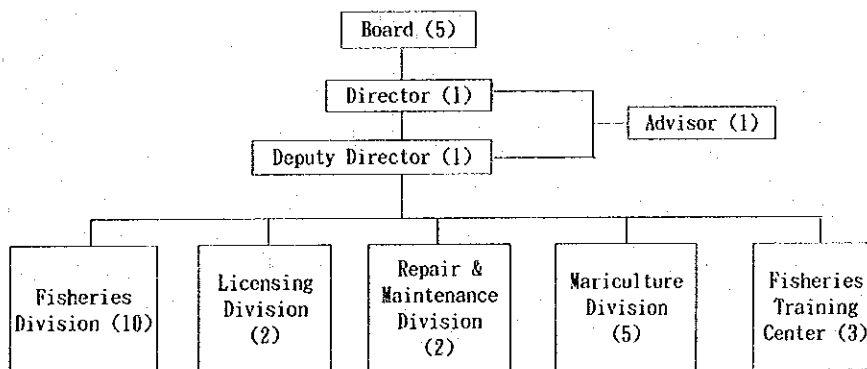 Board (5)
Director (1)
Advisor (1)
Deputy Director (1)
Fisheries
Division (10)
Licensing
Division
(2)
Repair &
Maintenance
Division
(2)
Mariculture
Division
(5)
Fisheries
Training
Center (3)